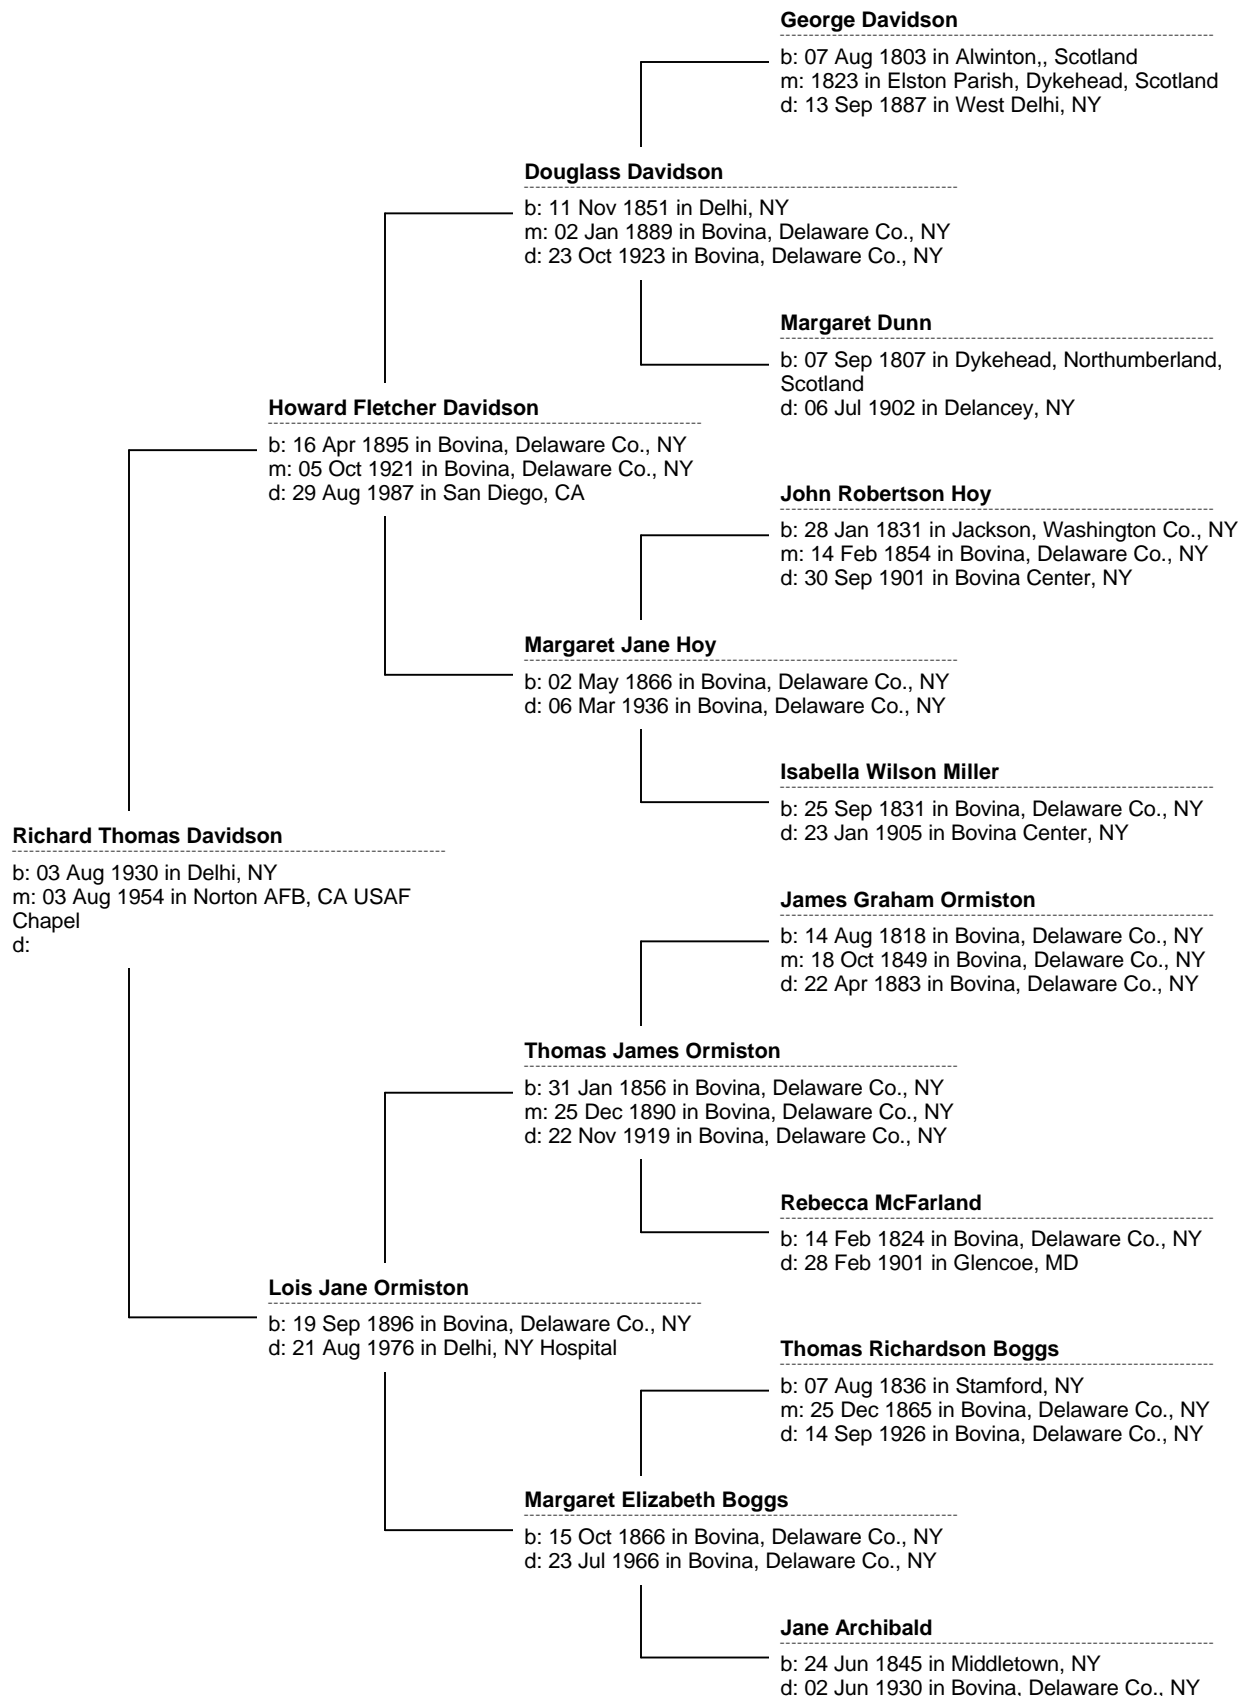 George Davidson
b: 07 Aug 1803 in Alwinton,, Scotland
m: 1823 in Elston Parish, Dykehead, Scotland
d: 13 Sep 1887 in West Delhi, NY
Douglass Davidson
b: 11 Nov 1851 in Delhi, NY
m: 02 Jan 1889 in Bovina, Delaware Co., NY
d: 23 Oct 1923 in Bovina, Delaware Co., NY
Margaret Dunn
b: 07 Sep 1807 in Dykehead, Northumberland,
Scotland
d: 06 Jul 1902 in Delancey, NY
Howard Fletcher Davidson
b: 16 Apr 1895 in Bovina, Delaware Co., NY
m: 05 Oct 1921 in Bovina, Delaware Co., NY
d: 29 Aug 1987 in San Diego, CA
John Robertson Hoy
b: 28 Jan 1831 in Jackson, Washington Co., NY
m: 14 Feb 1854 in Bovina, Delaware Co., NY
d: 30 Sep 1901 in Bovina Center, NY
Margaret Jane Hoy
b: 02 May 1866 in Bovina, Delaware Co., NY
d: 06 Mar 1936 in Bovina, Delaware Co., NY
Isabella Wilson Miller
b: 25 Sep 1831 in Bovina, Delaware Co., NY
d: 23 Jan 1905 in Bovina Center, NY
Richard Thomas Davidson
b: 03 Aug 1930 in Delhi, NY
m: 03 Aug 1954 in Norton AFB, CA USAF
Chapel
d:
James Graham Ormiston
b: 14 Aug 1818 in Bovina, Delaware Co., NY
m: 18 Oct 1849 in Bovina, Delaware Co., NY
d: 22 Apr 1883 in Bovina, Delaware Co., NY
Thomas James Ormiston
b: 31 Jan 1856 in Bovina, Delaware Co., NY
m: 25 Dec 1890 in Bovina, Delaware Co., NY
d: 22 Nov 1919 in Bovina, Delaware Co., NY
Rebecca McFarland
b: 14 Feb 1824 in Bovina, Delaware Co., NY
d: 28 Feb 1901 in Glencoe, MD
Lois Jane Ormiston
b: 19 Sep 1896 in Bovina, Delaware Co., NY
d: 21 Aug 1976 in Delhi, NY Hospital
Thomas Richardson Boggs
b: 07 Aug 1836 in Stamford, NY
m: 25 Dec 1865 in Bovina, Delaware Co., NY
d: 14 Sep 1926 in Bovina, Delaware Co., NY
Margaret Elizabeth Boggs
b: 15 Oct 1866 in Bovina, Delaware Co., NY
d: 23 Jul 1966 in Bovina, Delaware Co., NY
Jane Archibald
b: 24 Jun 1845 in Middletown, NY
d: 02 Jun 1930 in Bovina, Delaware Co., NY